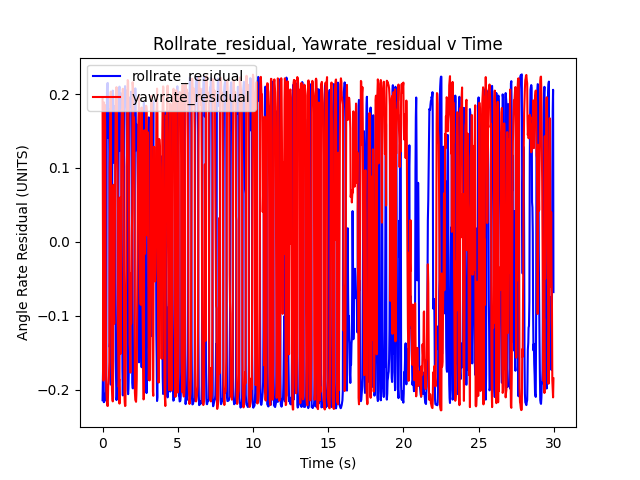 Rollrate_residual, Yawrate_residual v Time
rollrate_residual
yawrate_residual
Angle Rate Residual (UNITS)
0.2
0.1
0.0
−0.1
−0.2
0
5
10
15
20
25
30
Time (s)